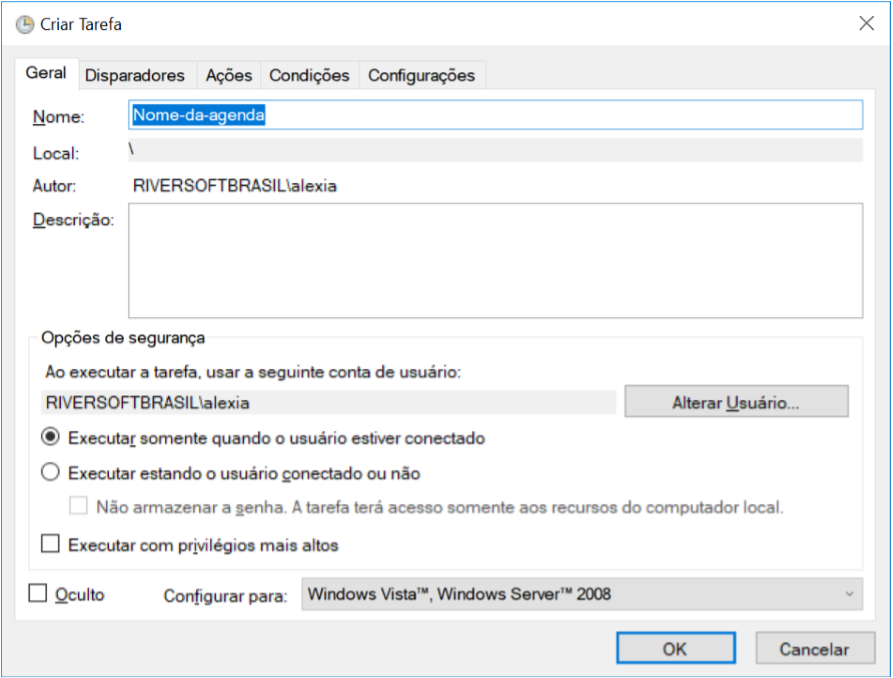 Criar Tarefa
Geral Disparadores Ações Condições Configurações
Nome: Nome-da-agenda
Local: \
Autor: RIVERSOFTBRASIL\alexia
Descrição:
Opções de segurança
Ao executar a tarefa, usar a seguinte conta de usuário:
RIVERSOFTBRASIL\alexia Alterar Usuário...
Executar somente quando o usuário estiver conectado
Executar estando o usuário conectado ou não
Não armazenar a senha. A tarefa terá acesso somente aos recursos do computador local.
Executar com privilégios mais altos
Oculto Configurar para: Windows Vista™, Windows Server™ 2008
OK Cancelar